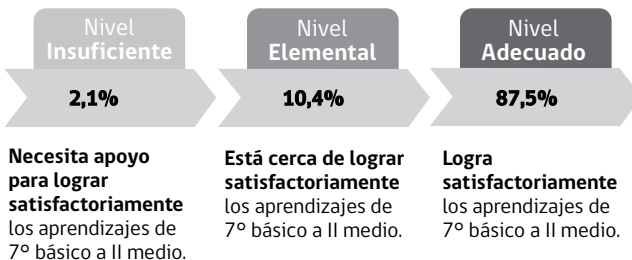 Nivel
Insuficiente
2,1%
Necesita apoyo
para lograr
satisfactoriamente
los aprendizajes de
7° básico a II medio.
Nivel
Elemental
10,4%
Está cerca de lograr
satisfactoriamente
los aprendizajes de
7° básico a II medio.
Nivel
Adecuado
87,5%
Logra
satisfactoriamente
los aprendizajes de
7° básico a II medio.